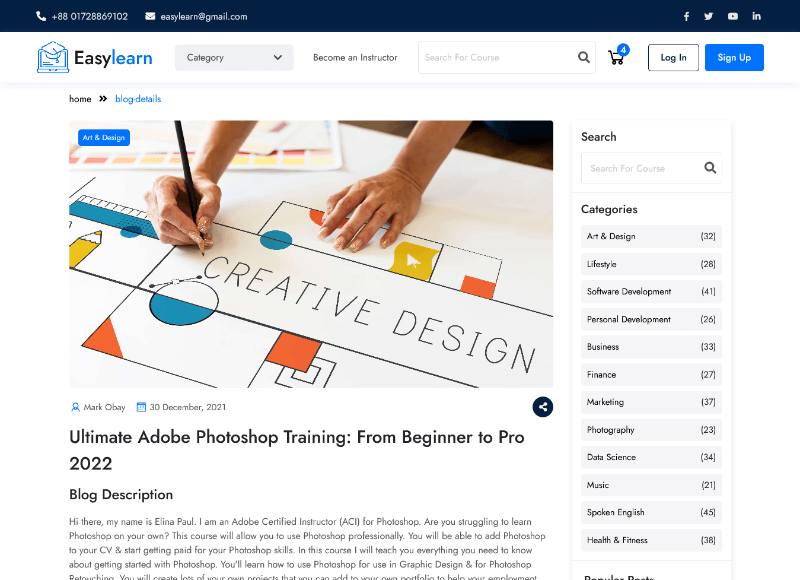 +88 01728869102
easylearn@gmail.com
Easylearn
Category
Become an Instructor
Search For Course
4
Log In
Sign Up
home
blog-details
Art & Design
CREATIVE DESIGN
Mark Obay
30 December, 2021
Ultimate Adobe Photoshop Training: From Beginner to Pro
2022
Blog Description
Hi there, my name is Elina Paul. I am an Adobe Certified Instructor (ACI) for Photoshop. Are you struggling to learn
Photoshop on your own? This course will allow you to use Photoshop professionally. You will be able to add Photoshop
to your CV & start getting paid for your Photoshop skills. In this course I will teach you everything you need to know
about getting started with Photoshop. You'll learn how to use Photoshop for use in Graphic Design & for Photoshop
Retouching. You will create lots of your own projects that you can add to your own portfolio to help your employment
Search
Search For Course
Categories
Art & Design (32)
Lifestyle (28)
Software Development (41)
Personal Development (26)
Business (33)
Finance (27)
Marketing (37)
Photography (23)
Data Science (34)
Music (21)
Spoken English (45)
Health & Fitness (38)
Popular Posts